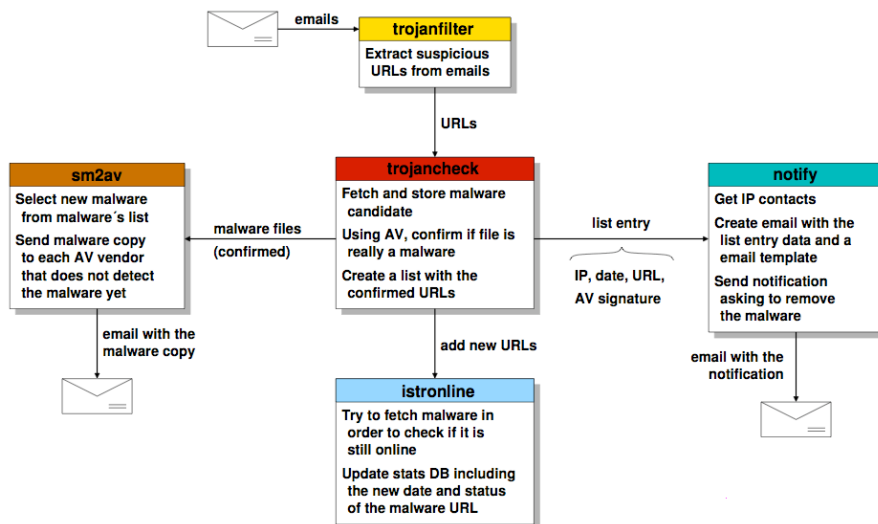 emails
trojanfilter
Extract suspicious
URLs from emails
URLs
sm2av
Select new malware
from malware´s list
Send malware copy
to each AV vendor
that does not detect
the malware yet
malware files
(confirmed)
trojancheck
Fetch and store malware
candidate
Using AV, confirm if file is
really a malware
Create a list with the
confirmed URLs
list entry
IP, date, URL,
AV signature
notify
Get IP contacts
Create email with the
list entry data and a
email template
Send notification
asking to remove
the malware
email with the
malware copy
add new URLs
email with the
notification
istronline
Try to fetch malware in
order to check if it is
still online
Update stats DB including
the new date and status
of the malware URL